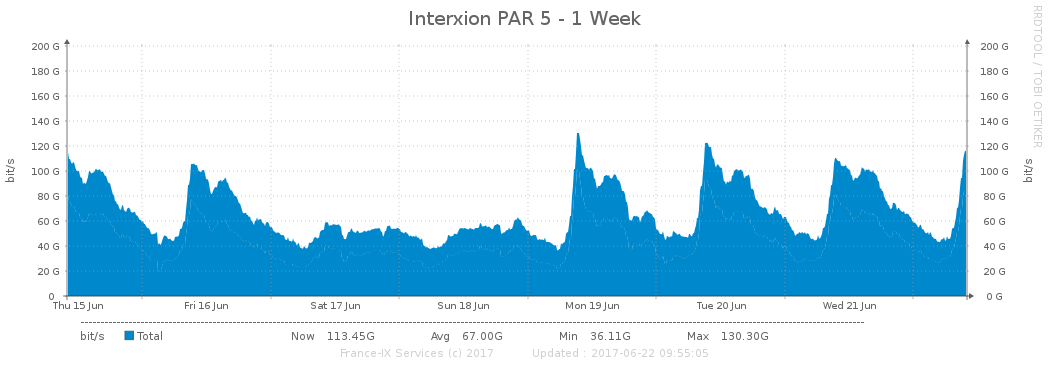 Interxion PAR 5 - 1 Week
RRDTOOL / TOBI OETIKER
bit/s
200 G 200 G
180 G 180 G
160 G 160 G
140 G 140 G
120 G 120 G
100 G 100 G
80 G 80 G
60 G 60 G
40 G 40 G
20 G 20 G
0 0 G
bit/s
Thu 15 Jun Fri 16 Jun Sat 17 Jun Sun 18 Jun Mon 19 Jun Tue 20 Jun Wed 21 Jun
bit/s Total Now 113.45G Avg 67.00G Min 36.11G Max 130.30G
France-IX Services (c) 2017 Updated : 2017-06-22 09:55:05